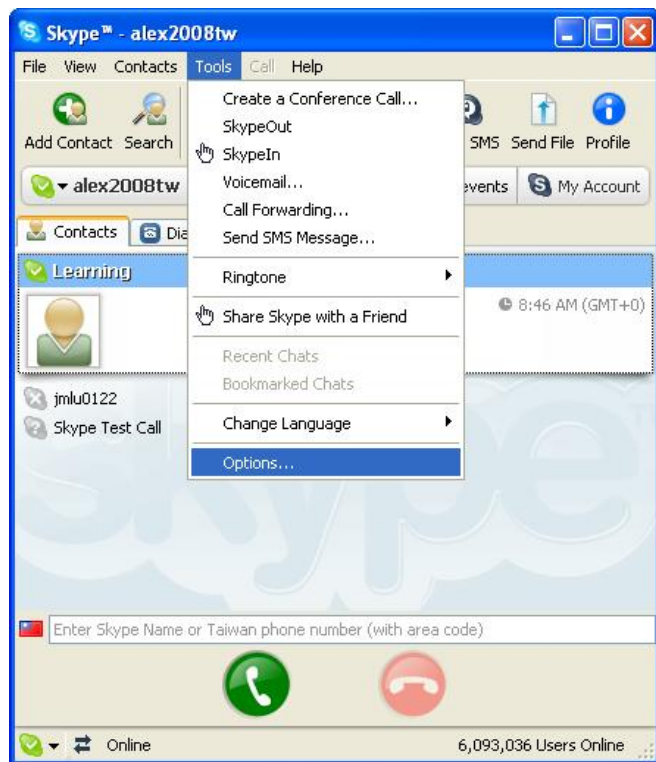 Skype™ - alex2008tw
File View Contacts Tools Call Help
Add Contact Search SMS Send File Profile
alex2008tw events My Account
Contacts Dia
Create a Conference Call...
SkypeOut
SkypeIn
Voicemail...
Call Forwarding...
Send SMS Message...
Ringtone
Share Skype with a Friend
Recent Chats
Bookmarked Chats
Change Language
Options...
Learning
8:46 AM (GMT+0)
jmlu0122
Skype Test Call
Enter Skype Name or Taiwan phone number (with area code)
Online 6,093,036 Users Online